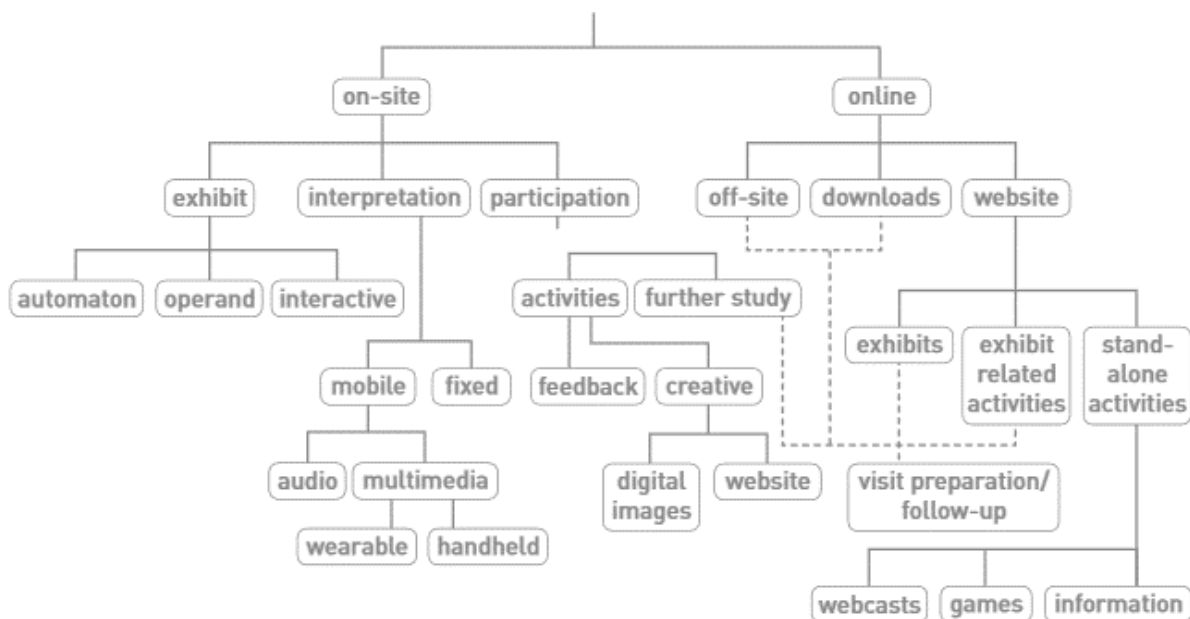 on-site
online
exhibit
interpretation
participation
off-site
downloads
website
automaton
operand
interactive
activities
further study
exhibits
exhibit
related
activities
stand-
alone
activities
mobile
fixed
feedback
creative
audio
multimedia
digital
images
website
visit preparation/
follow-up
wearable
handheld
webcasts
games
information